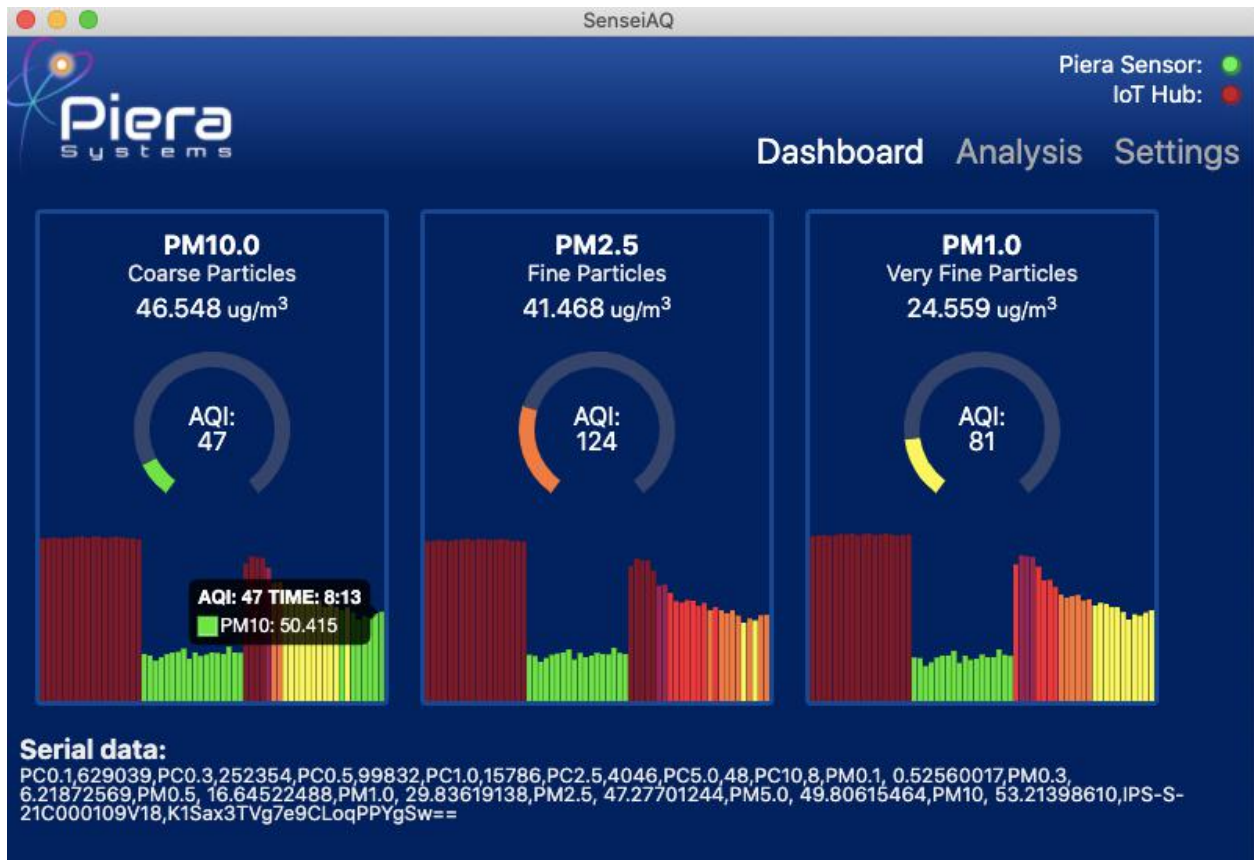 SenseiAQ
Piera
Systems
Piera Sensor:
IoT Hub:
Dashboard Analysis Settings
PM10.0
Coarse Particles
46.548 ug/m³
AQI:
47
AQI: 47 TIME: 8:13
PM10: 50.415
PM2.5
Fine Particles
41.468 ug/m³
AQI:
124
PM1.0
Very Fine Particles
24.559 ug/m³
AQI:
81
Serial data:
PC0.1,629039,PC0.3,252354,PC0.5,99832,PC1.0,15786,PC2.5,4046,PC5.0,48,PC10,8,PM0.1, 0.52560017,PM0.3,
6.21872569,PM0.5, 16.64522488,PM1.0, 29.83619138,PM2.5, 47.27701244,PM5.0, 49.80615464,PM10, 53.21398610,IPS-S-
21C000109V18,K1Sax3TVg7e9CLoqPPYgSw==